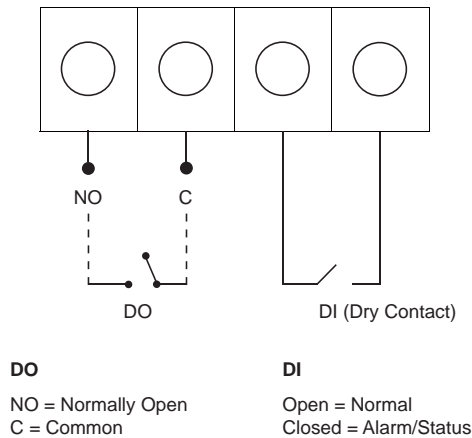 NO C
DO DI (Dry Contact)
DO
NO = Normally Open
C = Common
DI
Open = Normal
Closed = Alarm/Status